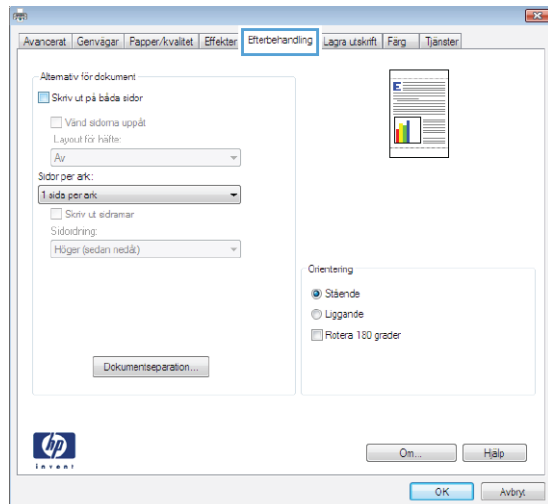 Avancerat Genvägar Papper/kvalitet Effekter Efterbehandling Lagra utskrift Färg Tjänster
Alternativ för dokument
Skriv ut på båda sidor
Vänd sidorna uppåt
Layout för häfte:
Av
Sidor per ark:
1 sida per ark
Skriv ut sidramar
Sidordning:
Höger (sedan nedåt)
Dokumentseparation...
E
Orientering
Stående
Liggande
Rotera 180 grader
hp
invent
Om... Hjälp
OK Avbryt